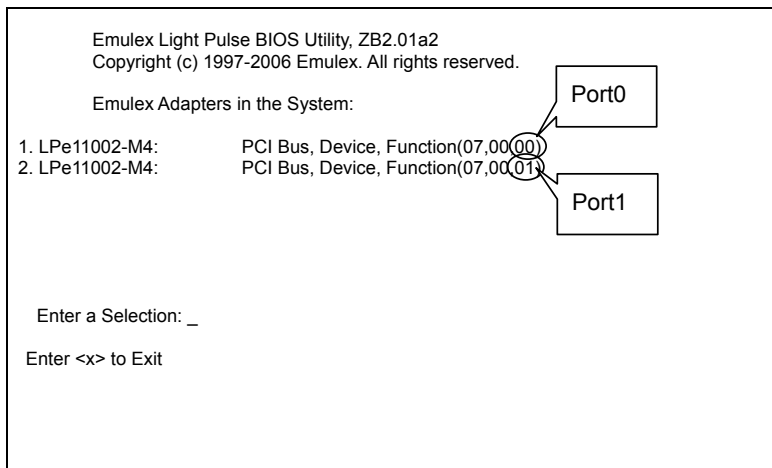 Emulex Light Pulse BIOS Utility, ZB2.01a2
Copyright (c) 1997-2006 Emulex. All rights reserved.
Emulex Adapters in the System:
Port0
1. LPe11002-M4: PCI Bus, Device, Function(07,00,00)
2. LPe11002-M4: PCI Bus, Device, Function(07,00,01)
Port1
Enter a Selection: _
Enter <x> to Exit